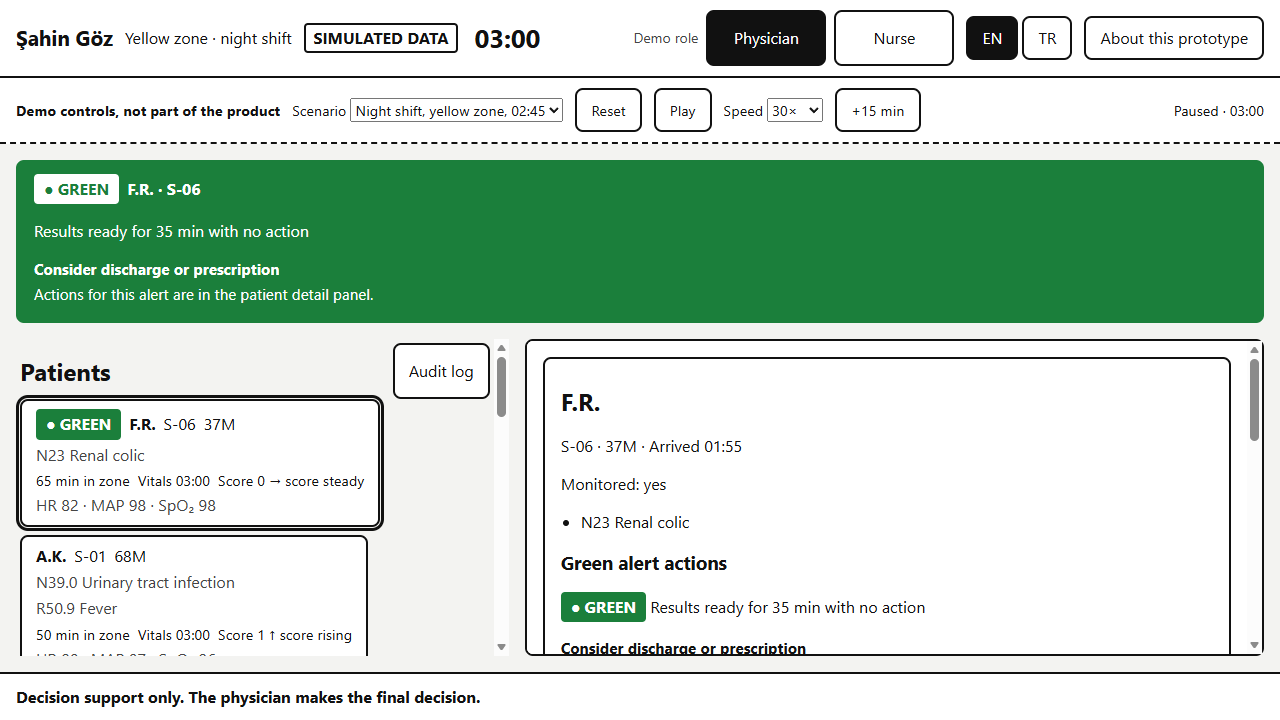 Şahin Göz Yellow zone · night shift SIMULATED DATA 03:00 Demo role Physician Nurse EN TR About this prototype
Demo controls, not part of the product Scenario Night shift, yellow zone, 02:45 Reset Play Speed 30× +15 min Paused · 03:00
● GREEN F.R. · S-06
Results ready for 35 min with no action
Consider discharge or prescription
Actions for this alert are in the patient detail panel.
Patients
Audit log
● GREEN F.R. S-06 37M
N23 Renal colic
65 min in zone Vitals 03:00 Score 0 → score steady
HR 82 · MAP 98 · SpO₂ 98
A.K. S-01 68M
N39.0 Urinary tract infection
R50.9 Fever
50 min in zone Vitals 03:00 Score 1 ↑ score rising
F.R.
S-06 · 37M · Arrived 01:55
Monitored: yes
• N23 Renal colic
Green alert actions
● GREEN Results ready for 35 min with no action
Consider discharge or prescription
Decision support only. The physician makes the final decision.